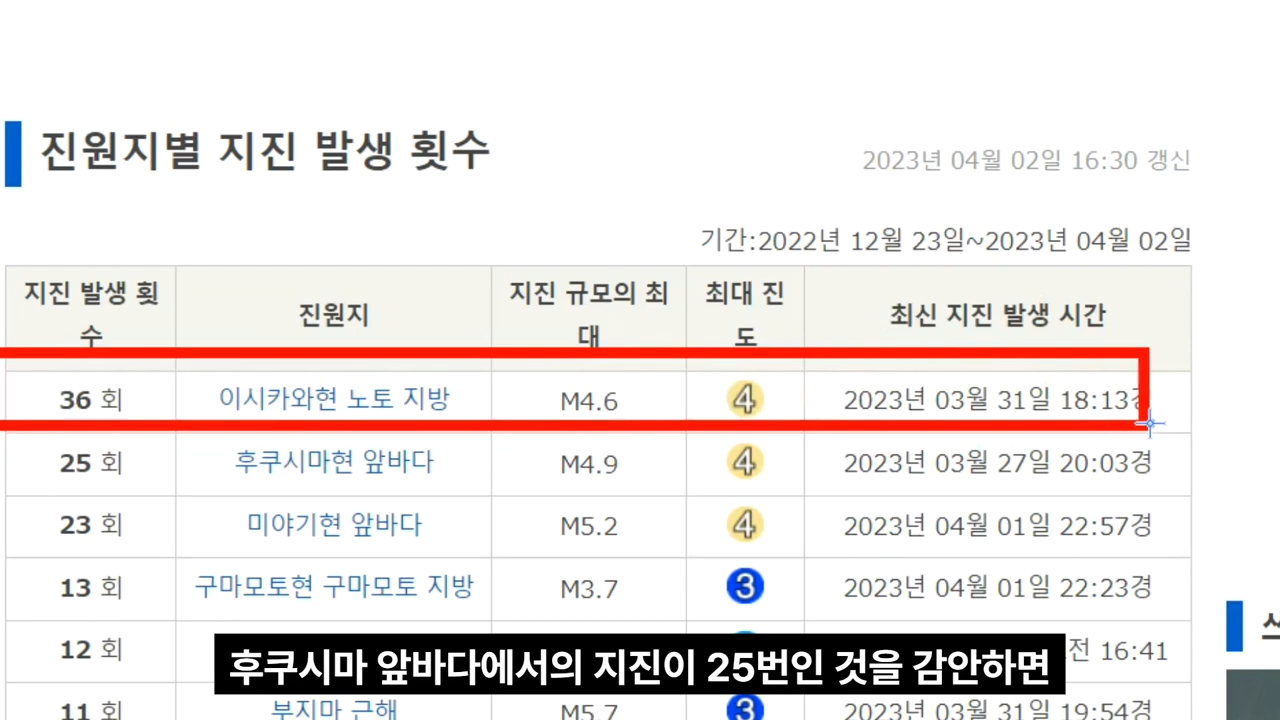 진원지별 지진 발생 횟수
2023년 04월 02일 16:30 갱신
기간:2022년 12월 23일~2023년 04월 02일
지진 발생 횟수 진원지 지진 규모의 최대 최대 진도 최신 지진 발생 시간
36 회 이시카와현 노토 지방 M4.6 4 2023년 03월 31일 18:13경
25 회 후쿠시마현 앞바다 M4.9 4 2023년 03월 27일 20:03경
23 회 미야기현 앞바다 M5.2 4 2023년 04월 01일 22:57경
13 회 구마모토현 구마모토 지방 M3.7 3 2023년 04월 01일 22:23경
12 회 전 16:41
후쿠시마 앞바다에서의 지진이 25번인 것을 감안하면
11 회 부지마 근해 M5.7 3 2023년 03월 31일 19:54경